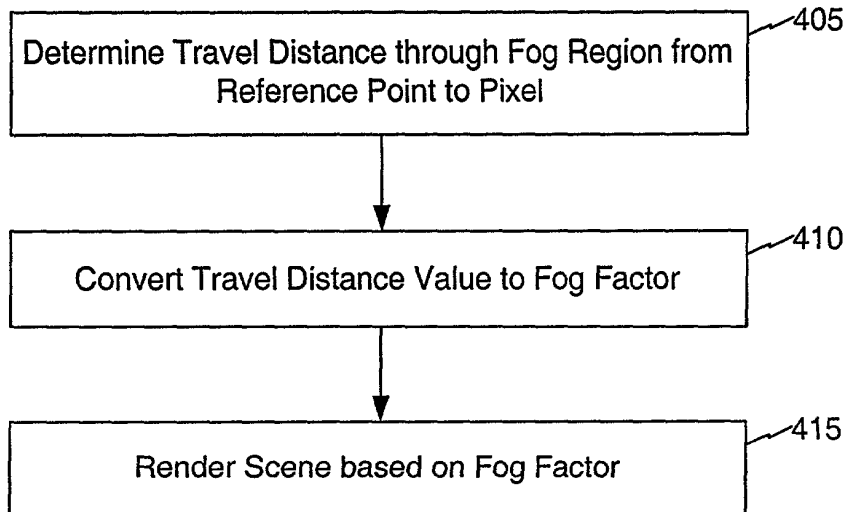 405
Determine Travel Distance through Fog Region from
Reference Point to Pixel
410
Convert Travel Distance Value to Fog Factor
415
Render Scene based on Fog Factor